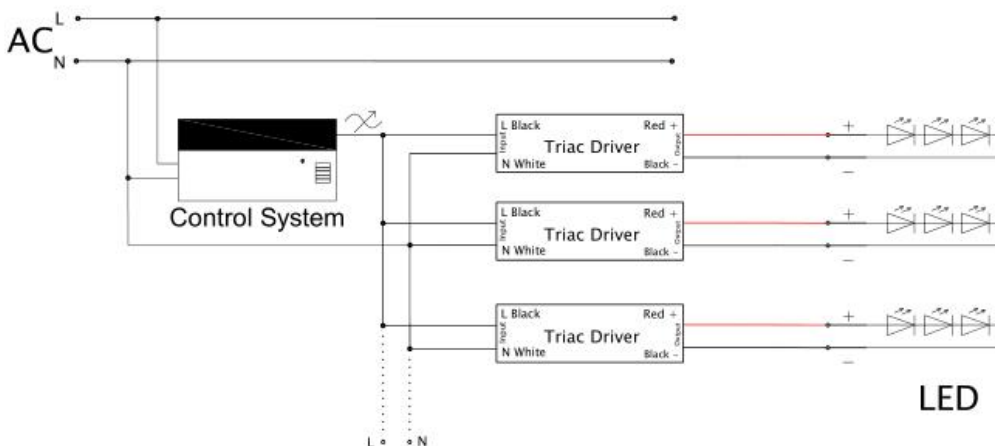 L
AC
N
Control System
L Black
Red +
Input
Triac Driver
Output
N White
Black -
L Black
Red +
Input
Triac Driver
Output
N White
Black -
L Black
Red +
Input
Triac Driver
Output
N White
Black -
+
−
+
−
+
−
LED
L
N